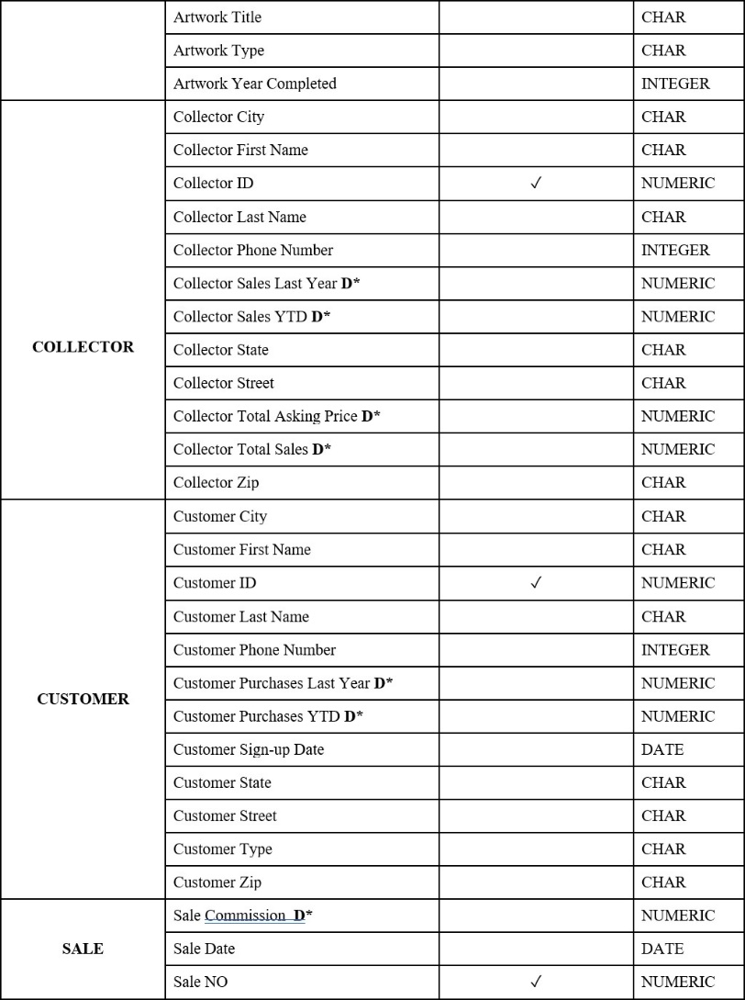 Artwork Title CHAR
Artwork Type CHAR
Artwork Year Completed INTEGER
COLLECTOR
Collector City CHAR
Collector First Name CHAR
Collector ID ✓ NUMERIC
Collector Last Name CHAR
Collector Phone Number INTEGER
Collector Sales Last Year D* NUMERIC
Collector Sales YTD D* NUMERIC
Collector State CHAR
Collector Street CHAR
Collector Total Asking Price D* NUMERIC
Collector Total Sales D* NUMERIC
Collector Zip CHAR
CUSTOMER
Customer City CHAR
Customer First Name CHAR
Customer ID ✓ NUMERIC
Customer Last Name CHAR
Customer Phone Number INTEGER
Customer Purchases Last Year D* NUMERIC
Customer Purchases YTD D* NUMERIC
Customer Sign-up Date DATE
Customer State CHAR
Customer Street CHAR
Customer Type CHAR
Customer Zip CHAR
SALE
Sale Commission D* NUMERIC
Sale Date DATE
Sale NO ✓ NUMERIC